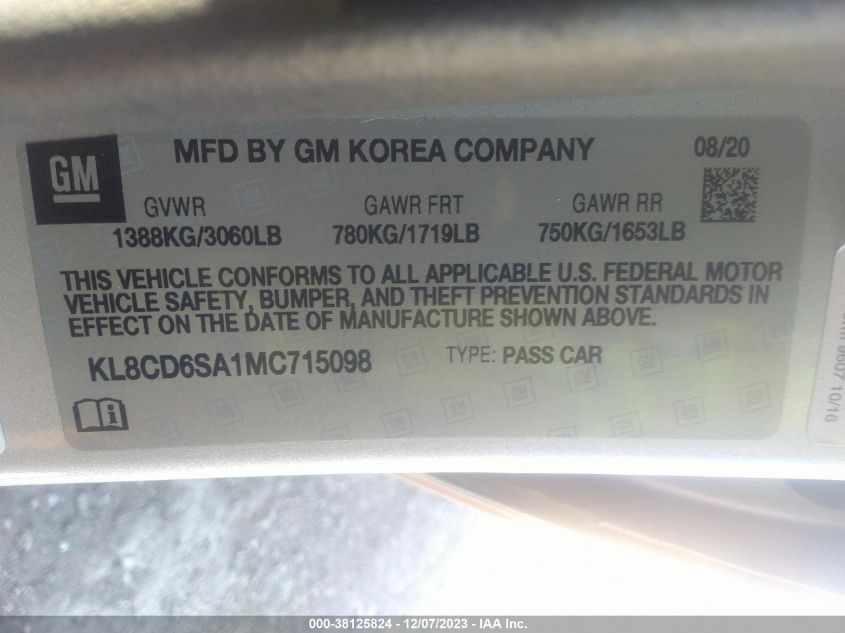 GM
MFD BY GM KOREA COMPANY
08/20
GVWR
GAWR FRT
GAWR RR
1388KG/3060LB
780KG/1719LB
750KG/1653LB
THIS VEHICLE CONFORMS TO ALL APPLICABLE U.S. FEDERAL MOTOR
VEHICLE SAFETY, BUMPER, AND THEFT PREVENTION STANDARDS IN
EFFECT ON THE DATE OF MANUFACTURE SHOWN ABOVE.
KL8CD6SA1MC715098
TYPE: PASS CAR
10/16
000-38125824 - 12/07/2023 - IAA Inc.